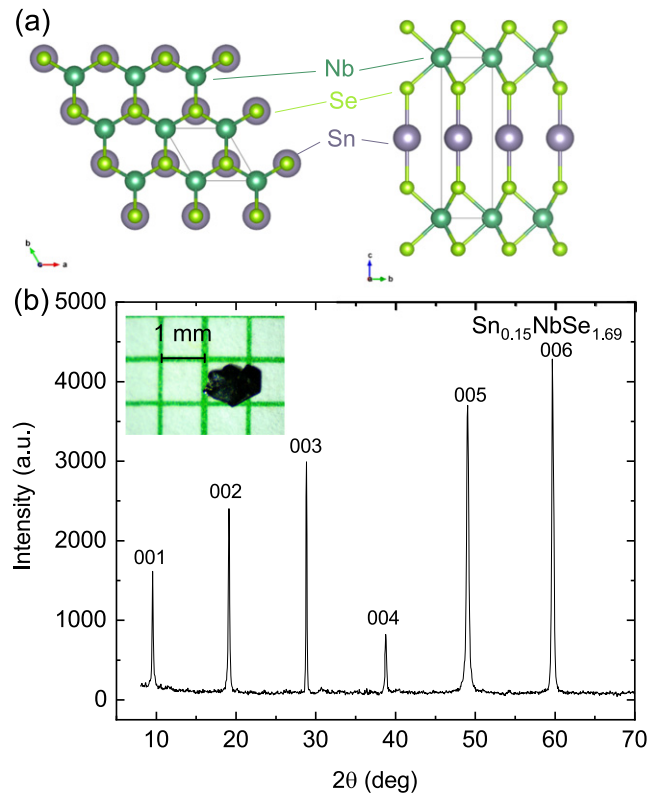 (a)
Nb
Se
Sn
b
a
c
b
(b)
5000
4000
3000
2000
1000
0
Intensity (a.u.)
1 mm
Sn0.15NbSe1.69
001
002
003
004
005
006
10 20 30 40 50 60 70
2θ (deg)